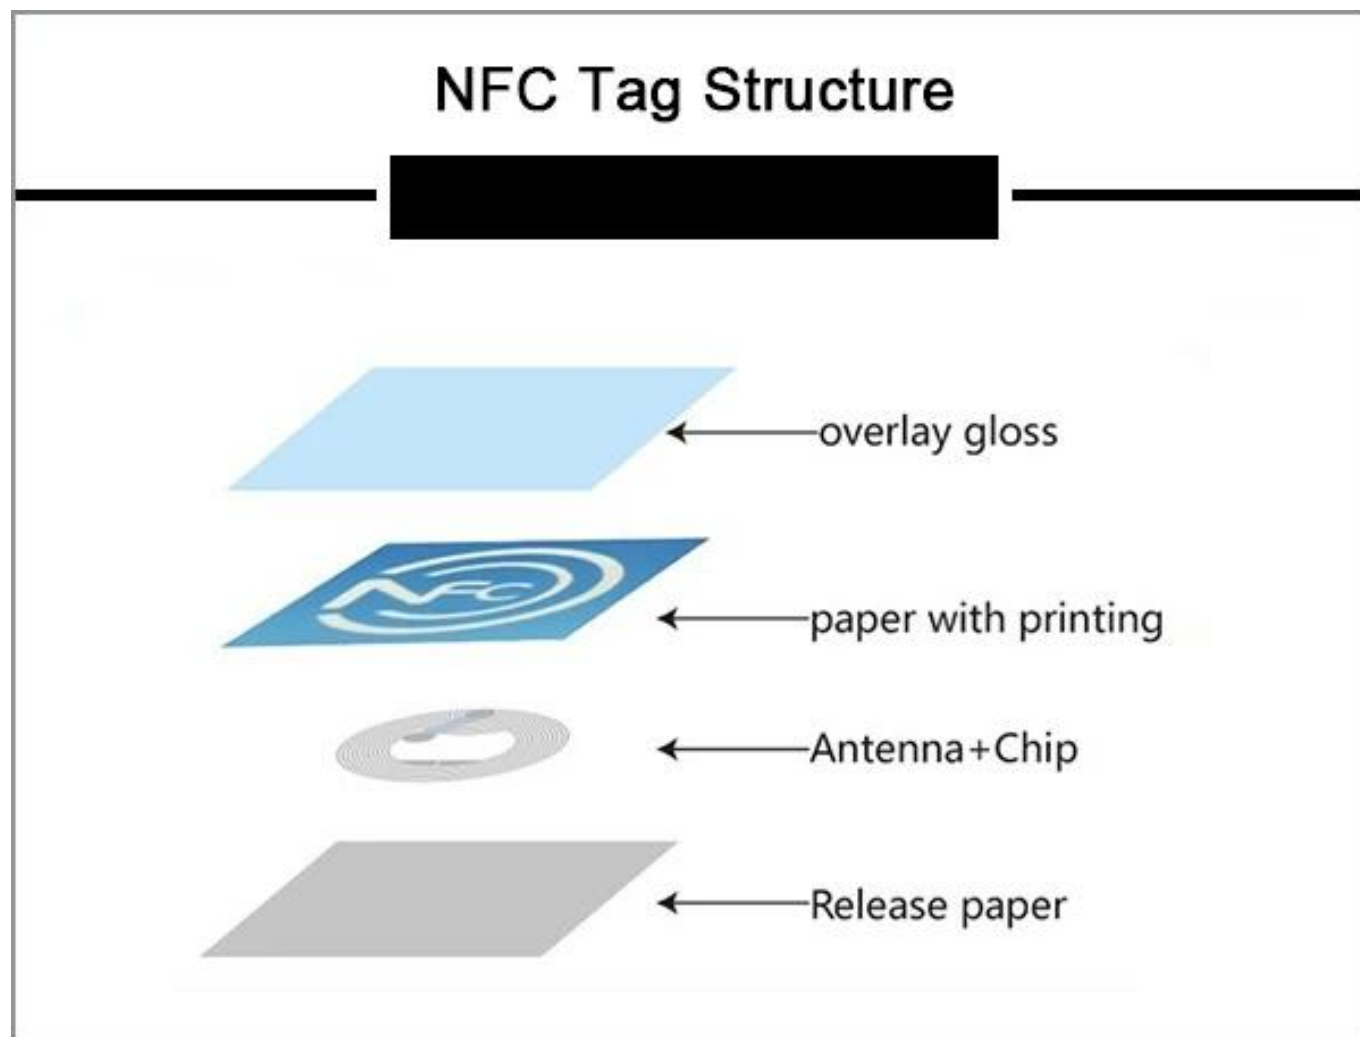 NFC Tag Structure
overlay gloss
NFC
paper with printing
Antenna+Chip
Release paper